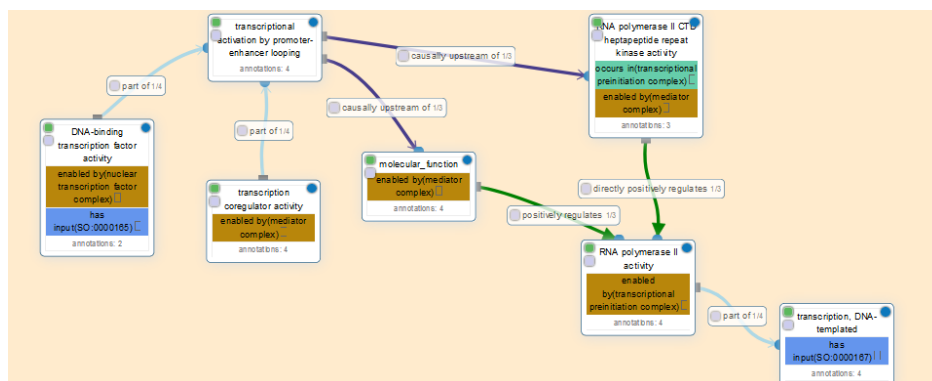 transcriptional
activation by promoter-
enhancer looping
annotations: 4
RNA polymerase II CTD
heptapeptide repeat
kinase activity
occurs in(transcriptional
preinitiation complex)
enabled by(mediator
complex)
annotations: 3
causally upstream of 1/3
part of 1/4
causally upstream of 1/3
DNA-binding
transcription factor
activity
enabled by(nuclear
transcription factor
complex)
has
input(SO:0000165)
annotations: 2
part of 1/4
molecular_function
enabled by(mediator
complex)
annotations: 4
transcription
coregulator activity
enabled by(mediator
complex)
annotations: 4
directly positively regulates 1/3
positively regulates 1/3
RNA polymerase II
activity
enabled
by(transcriptional
preinitiation complex)
annotations: 4
part of 1/4
transcription, DNA-
templated
has
input(SO:0000167)
annotations: 4